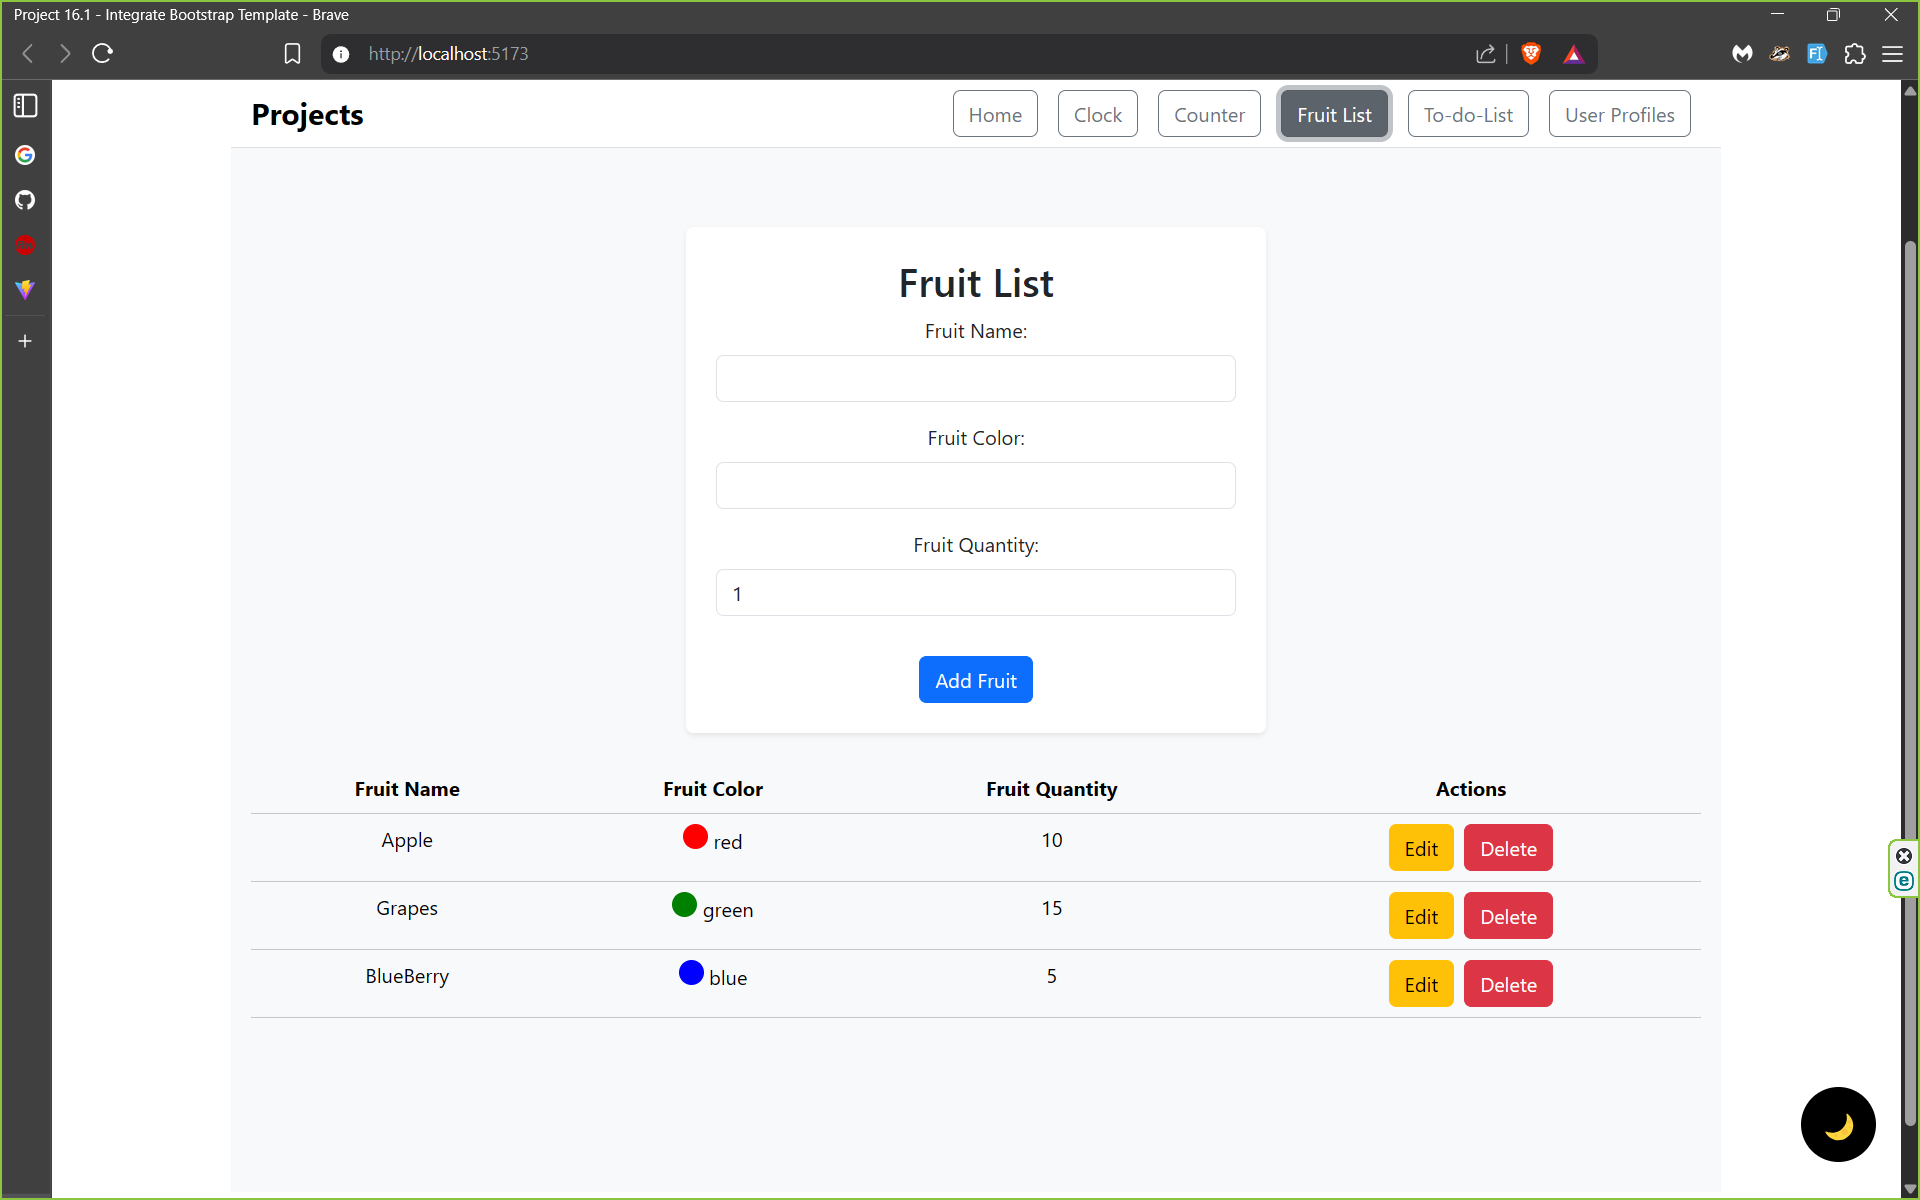 Project 16.1 - Integrate Bootstrap Template - Brave
http://localhost:5173
Projects
Home Clock Counter Fruit List To-do-List User Profiles
Fruit List
Fruit Name:
Fruit Color:
Fruit Quantity:
1
Add Fruit
Fruit Name Fruit Color Fruit Quantity Actions
Apple red 10 Edit Delete
Grapes green 15 Edit Delete
BlueBerry blue 5 Edit Delete